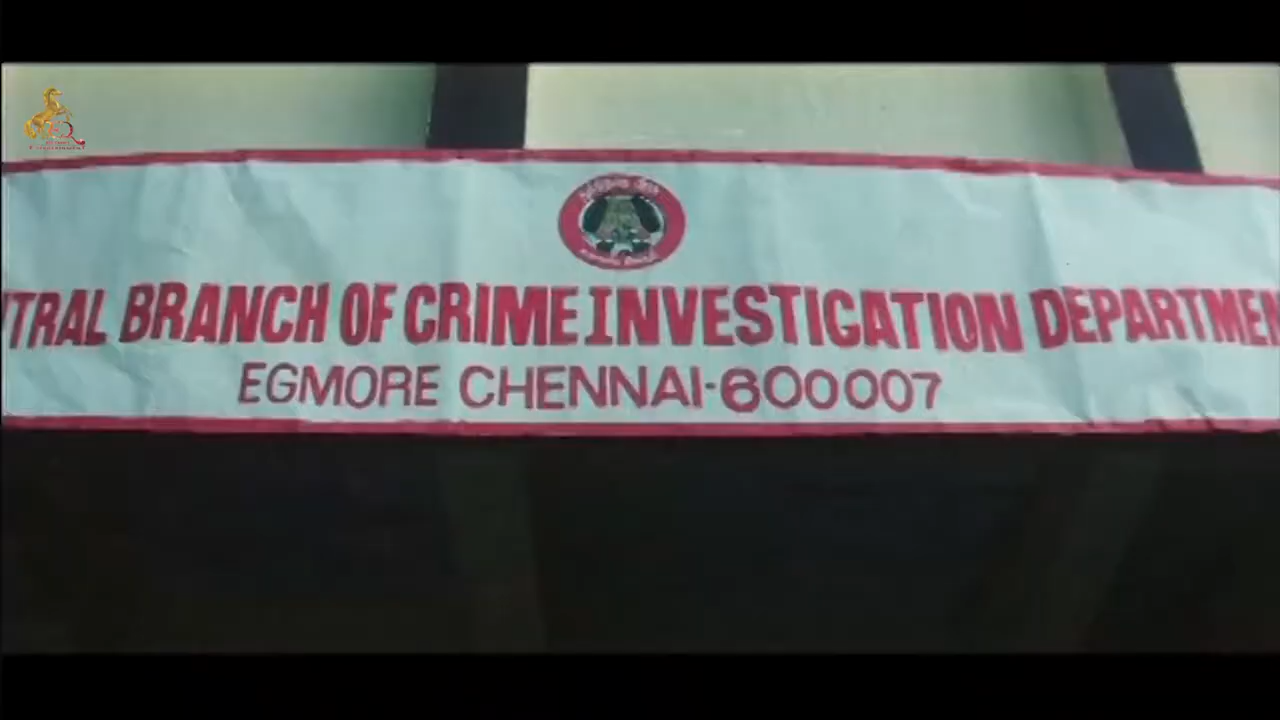 TRAL BRANCH OF CRIME INVESTIGATION DEPARTMEN
EGMORE CHENNAI-600007